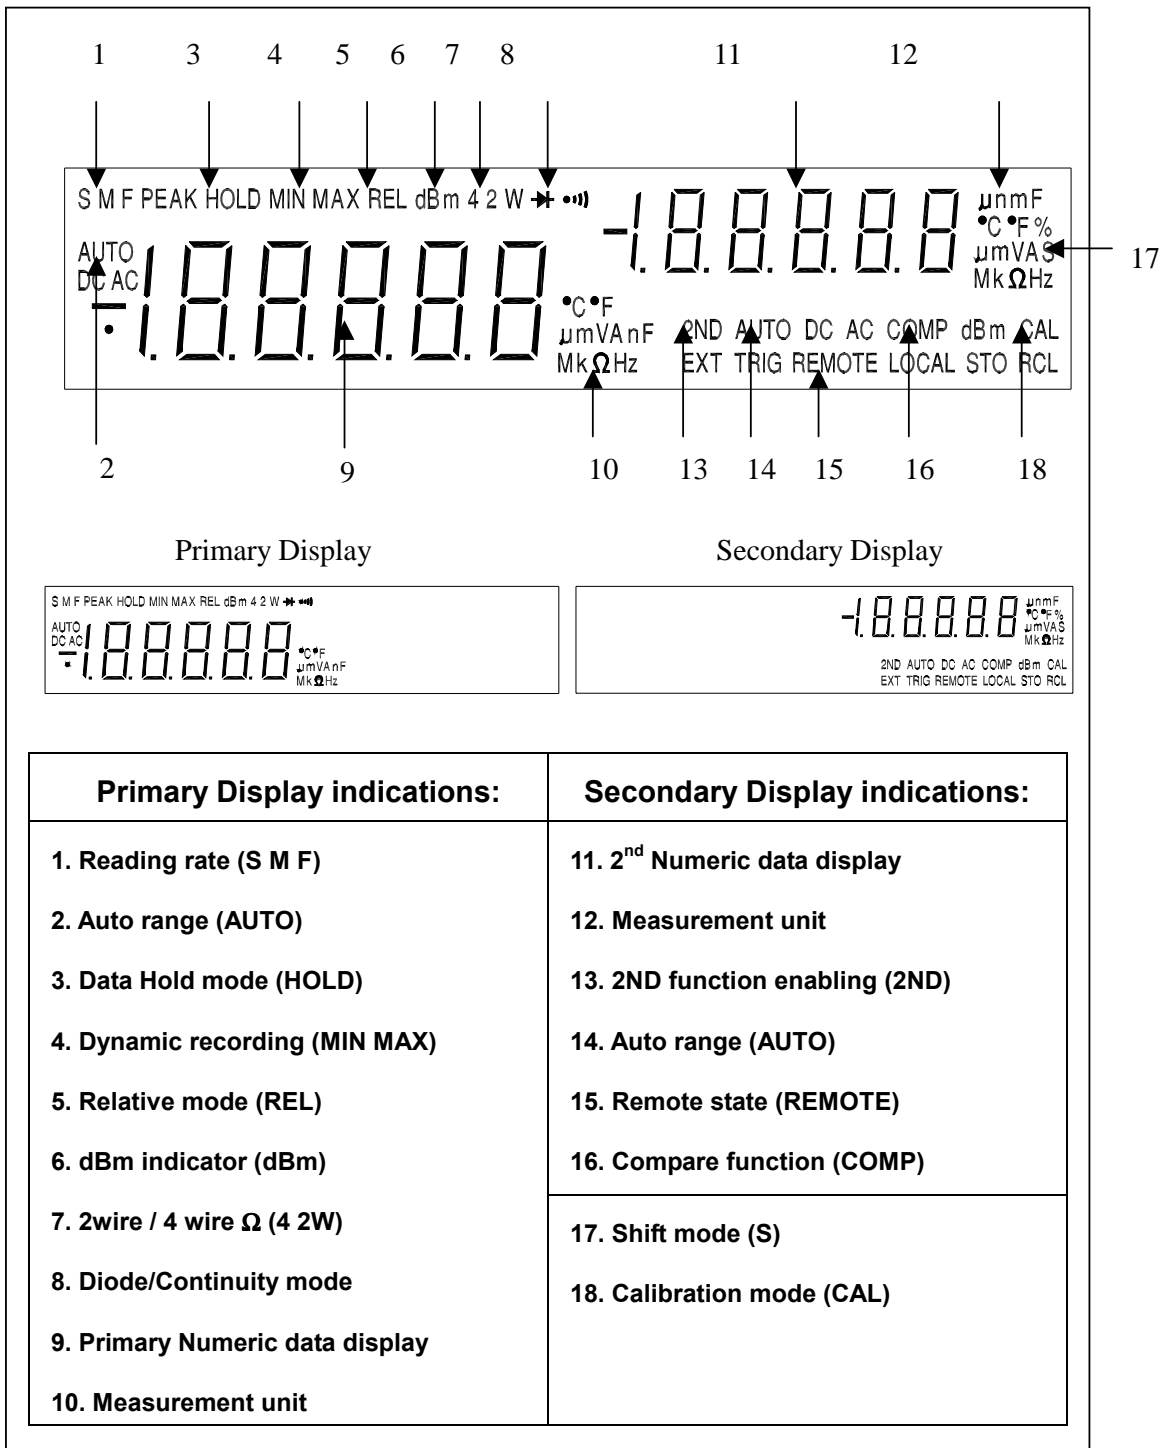 1 3 4 5 6 7 8 11 12
S M F PEAK HOLD MIN MAX REL dBm 4 2 W
-1.8.8.8.8.8
µnmF
°C °F %
µmVAS
MkΩHz
17
AUTO
DC AC
-1.8.8.8.8.8
°C °F
µmVAnF
MkΩHz
2ND AUTO DC AC COMP dBm CAL
EXT TRIG REMOTE LOCAL STO RCL
2 9 10 13 14 15 16 18
Primary Display Secondary Display
S M F PEAK HOLD MIN MAX REL dBm 4 2 W
AUTO
DC AC
-1.8.8.8.8.8
°C °F
µmVAnF
MkΩHz
-1.8.8.8.8.8
µnmF
°C °F %
µmVAS
MkΩHz
2ND AUTO DC AC COMP dBm CAL
EXT TRIG REMOTE LOCAL STO RCL
Primary Display indications:
1. Reading rate (S M F)
2. Auto range (AUTO)
3. Data Hold mode (HOLD)
4. Dynamic recording (MIN MAX)
5. Relative mode (REL)
6. dBm indicator (dBm)
7. 2wire / 4 wire Ω (4 2W)
8. Diode/Continuity mode
9. Primary Numeric data display
10. Measurement unit
Secondary Display indications:
11. 2nd Numeric data display
12. Measurement unit
13. 2ND function enabling (2ND)
14. Auto range (AUTO)
15. Remote state (REMOTE)
16. Compare function (COMP)
17. Shift mode (S)
18. Calibration mode (CAL)